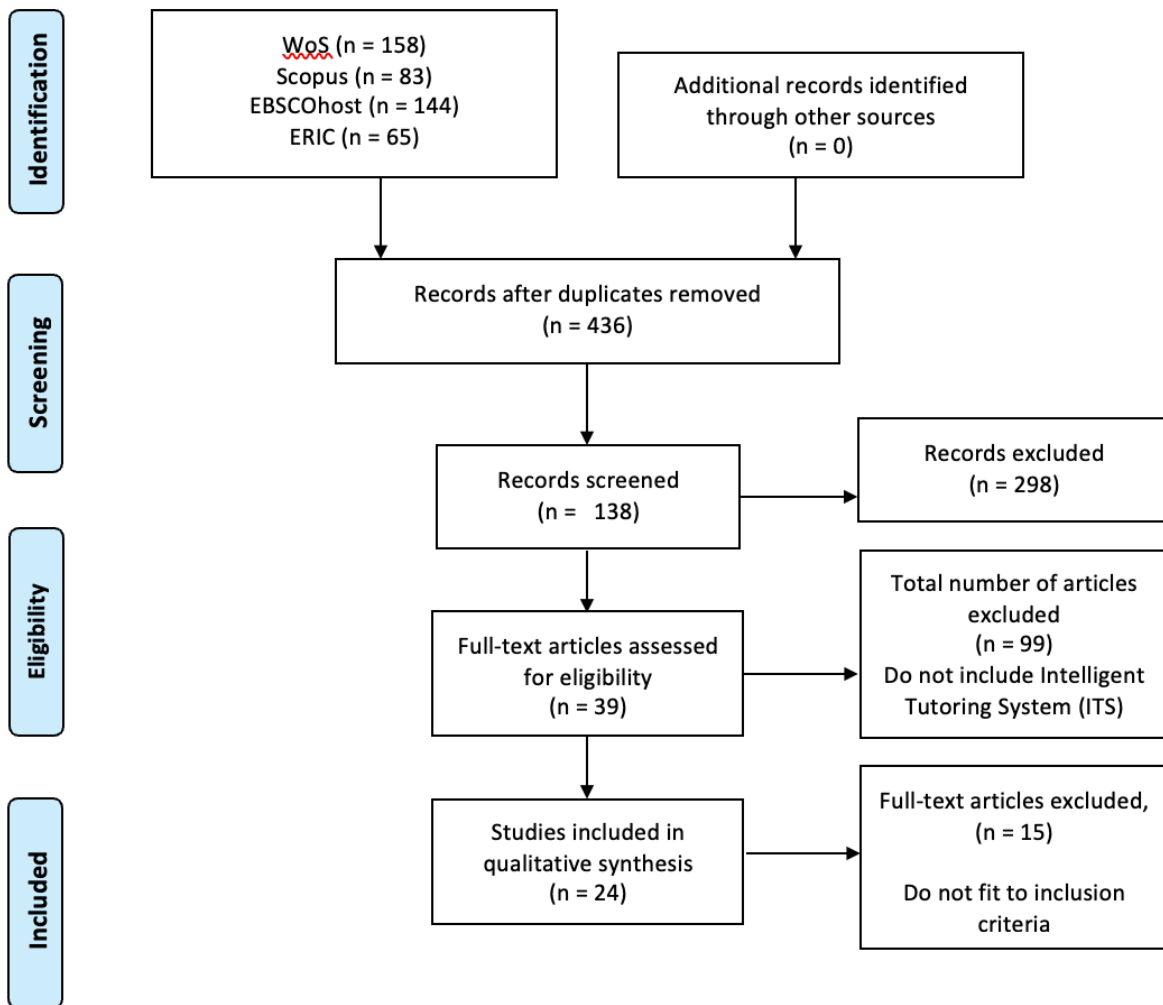 Identification
WoS (n = 158)
Scopus (n = 83)
EBSCOhost (n = 144)
ERIC (n = 65)
Additional records identified
through other sources
(n = 0)
Screening
Records after duplicates removed
(n = 436)
Records screened
(n =   138)
Records excluded
(n = 298)
Eligibility
Full-text articles assessed
for eligibility
(n = 39)
Total number of articles
excluded
(n = 99)
Do not include Intelligent
Tutoring System (ITS)
Included
Studies included in
qualitative synthesis
(n = 24)
Full-text articles excluded,
(n = 15)
Do not fit to inclusion
criteria